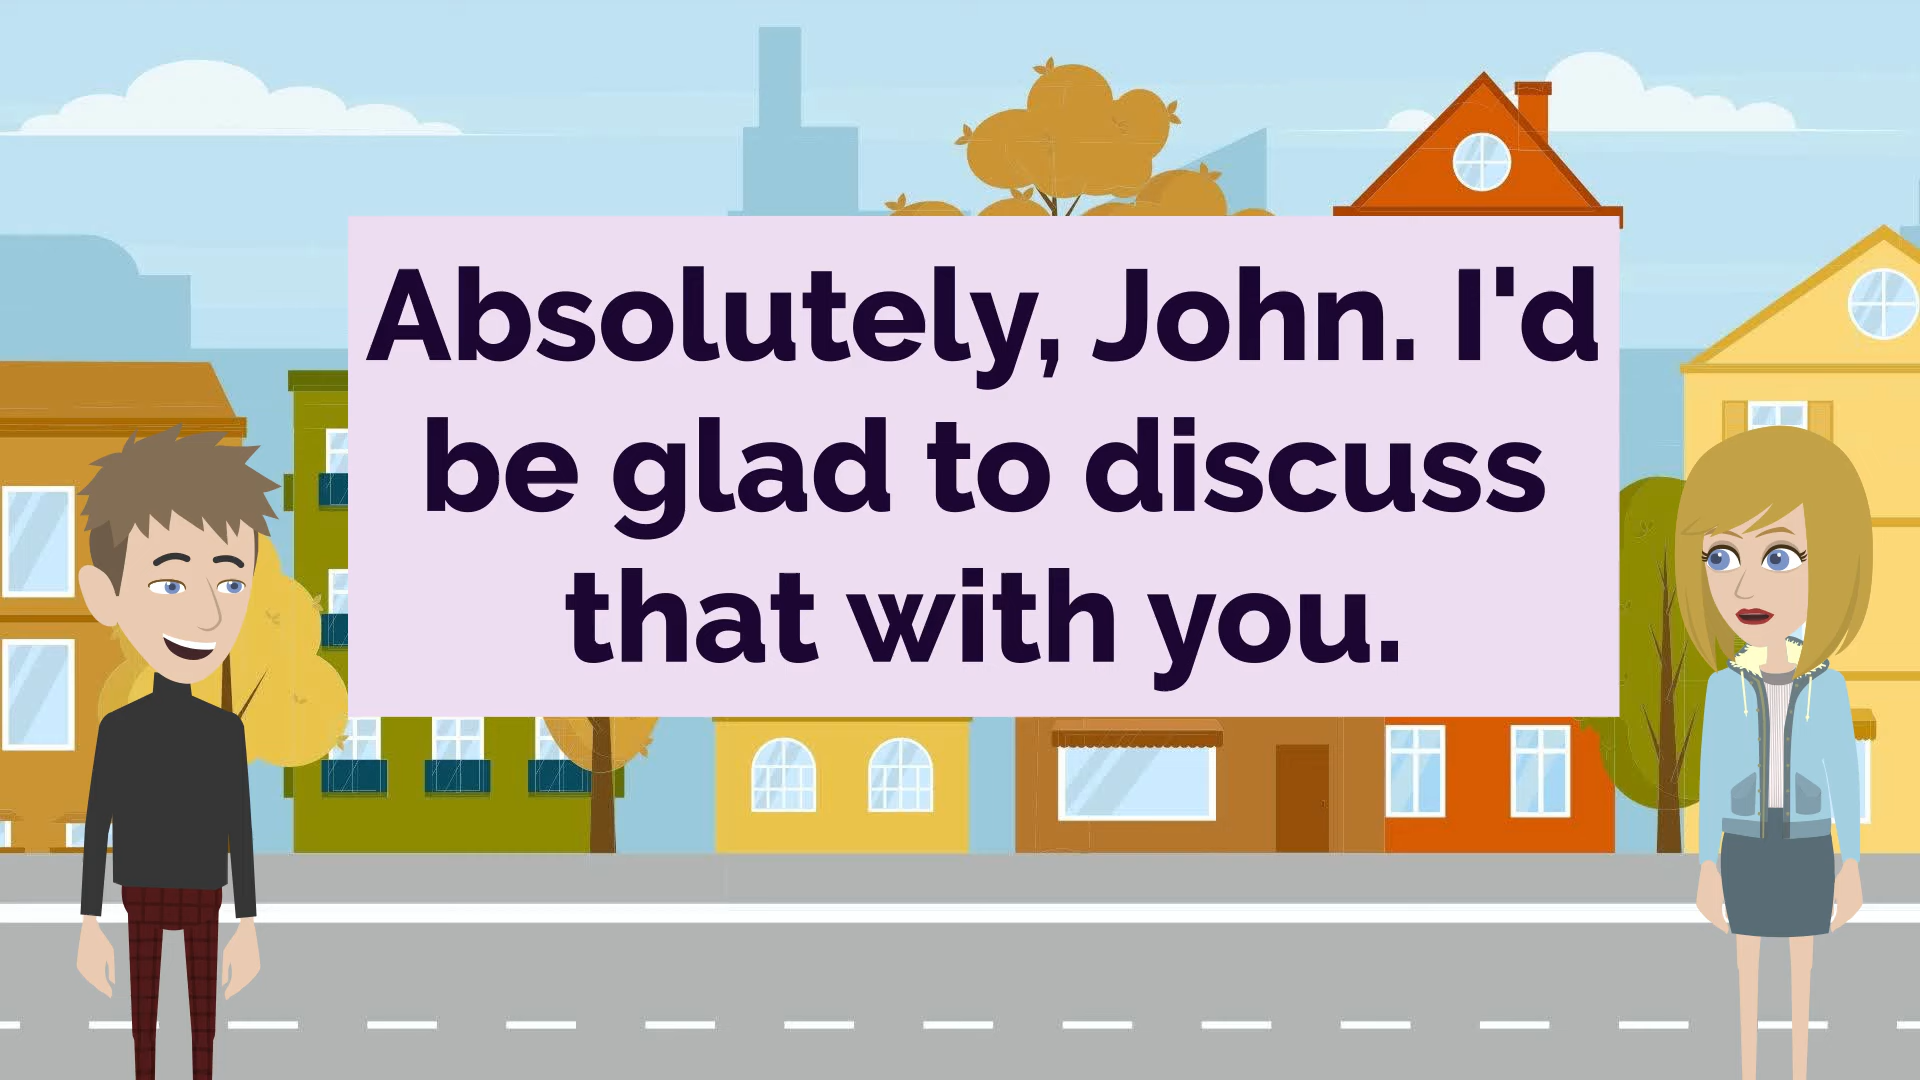 Absolutely, John. I'd
be glad to discuss
that with you.